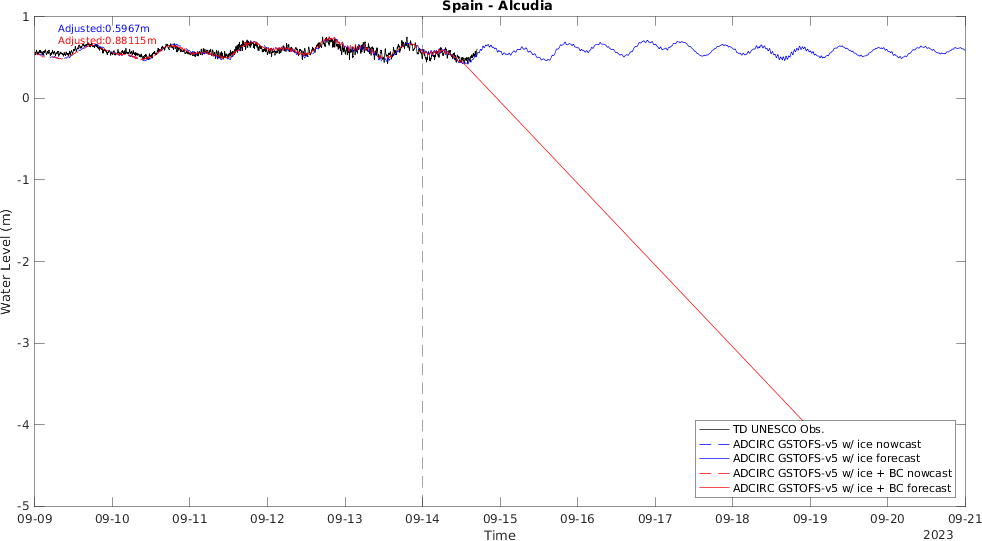 Spain - Alcudia
Adjusted:0.5967m
Adjusted:0.88115m
Water Level (m)
1
0
-1
-2
-3
-4
-5
TD UNESCO Obs.
ADCIRC GSTOFS-v5 w/ ice nowcast
ADCIRC GSTOFS-v5 w/ ice forecast
ADCIRC GSTOFS-v5 w/ ice + BC nowcast
ADCIRC GSTOFS-v5 w/ ice + BC forecast
09-09 09-10 09-11 09-12 09-13 09-14 09-15 09-16 09-17 09-18 09-19 09-20 09-21
Time
2023